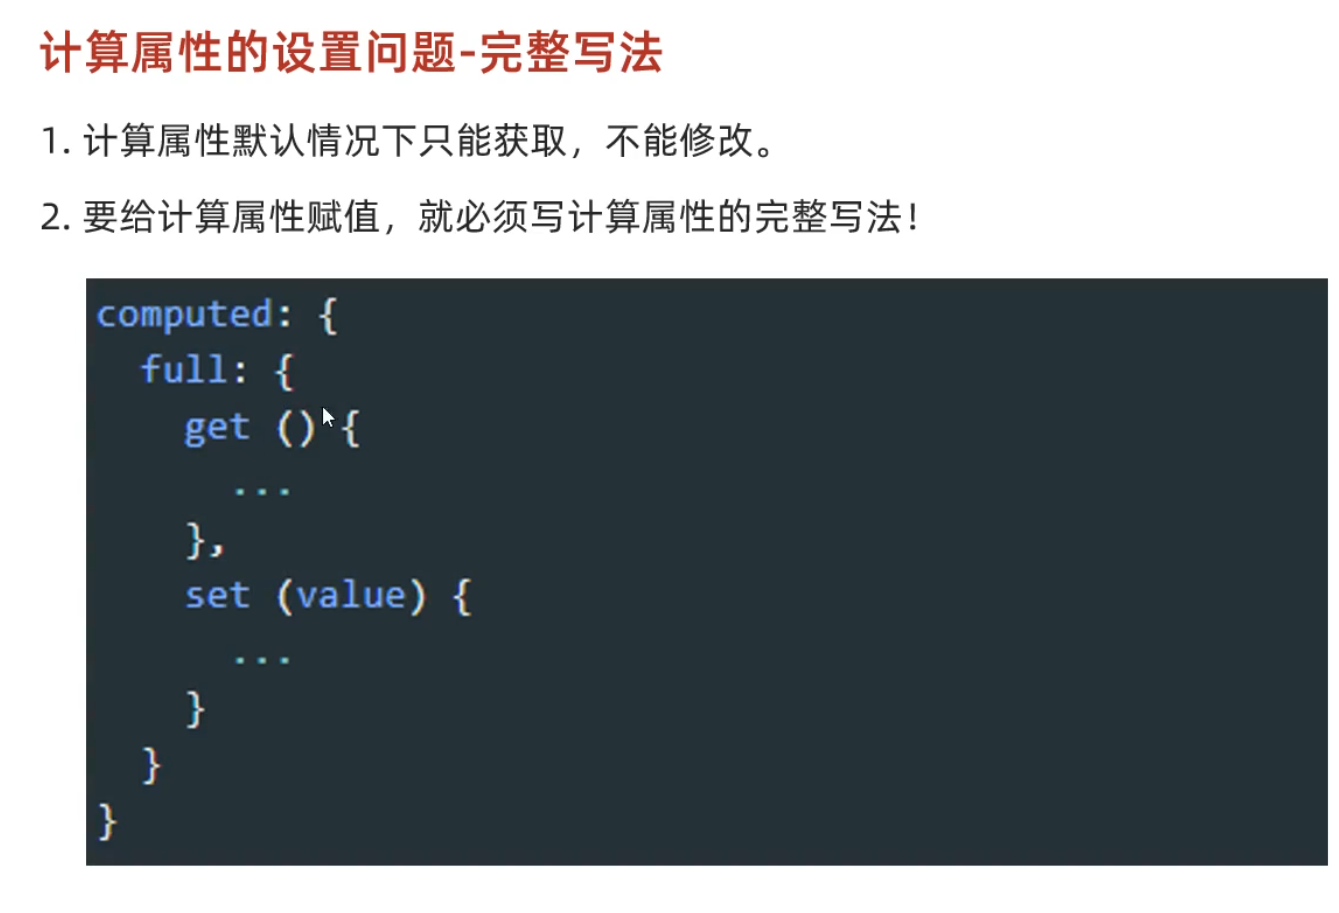 计算属性的设置问题-完整写法
1. 计算属性默认情况下只能获取，不能修改。
2. 要给计算属性赋值，就必须写计算属性的完整写法！
computed: {
  full: {
    get () {
      ...
    },
    set (value) {
      ...
    }
  }
}